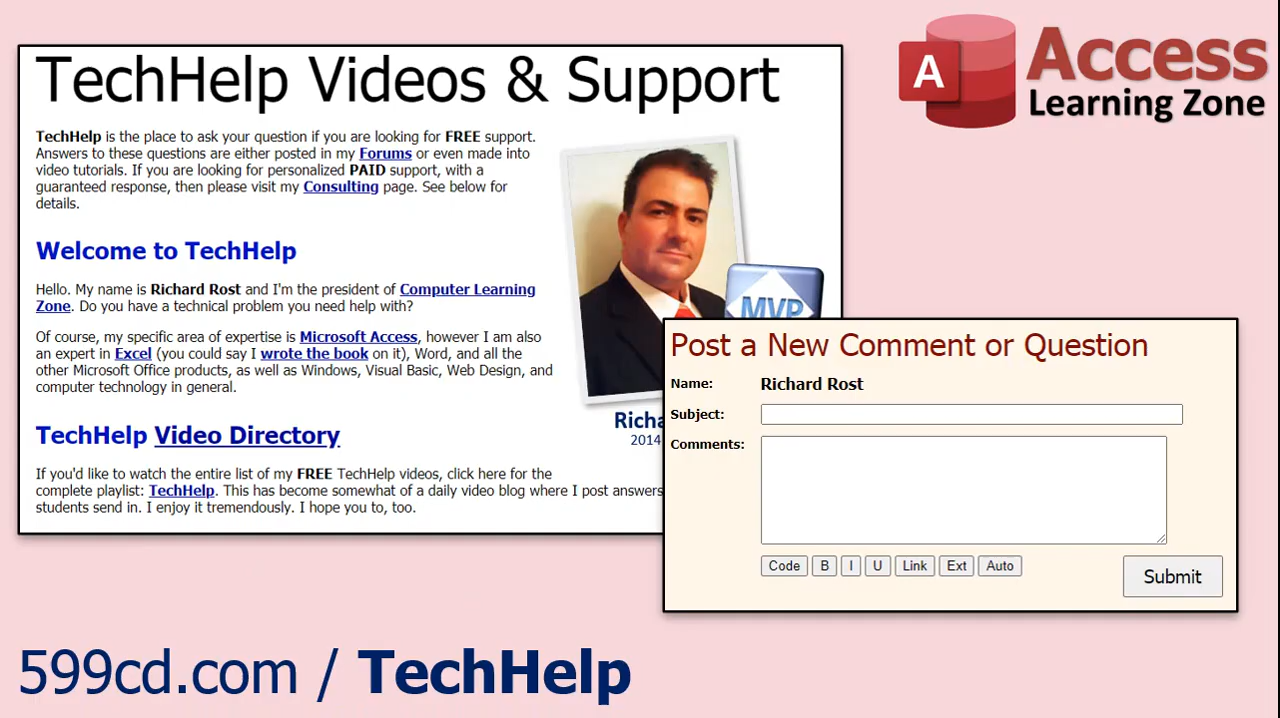 TechHelp Videos & Support
A Access
Learning Zone
TechHelp is the place to ask your question if you are looking for FREE support.
Answers to these questions are either posted in my Forums or even made into
video tutorials. If you are looking for personalized PAID support, with a
guaranteed response, then please visit my Consulting page. See below for
details.
Welcome to TechHelp
Hello. My name is Richard Rost and I'm the president of Computer Learning
Zone. Do you have a technical problem you need help with?
Of course, my specific area of expertise is Microsoft Access, however I am also
an expert in Excel (you could say I wrote the book on it), Word, and all the
other Microsoft Office products, as well as Windows, Visual Basic, Web Design, and
computer technology in general.
MVP
Richa
2014
TechHelp Video Directory
If you'd like to watch the entire list of my FREE TechHelp videos, click here for the
complete playlist: TechHelp. This has become somewhat of a daily video blog where I post answers
students send in. I enjoy it tremendously. I hope you to, too.
Post a New Comment or Question
Name: Richard Rost
Subject:
Comments:
Code B I U Link Ext Auto
Submit
599cd.com / TechHelp